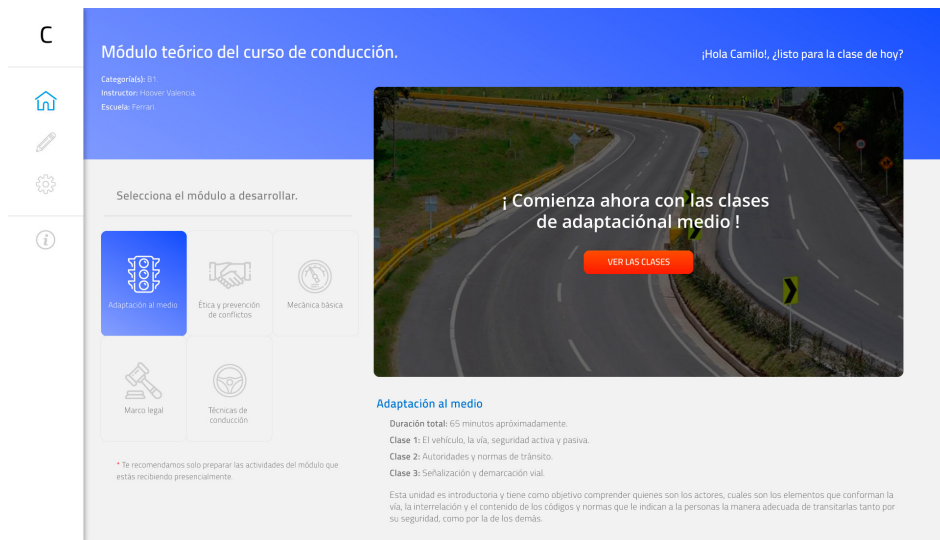 C
Módulo teórico del curso de conducción.
¡Hola Camilo!, ¿listo para la clase de hoy?
Categoría(s): B1.
Instructor: Hoover Valencia.
Escuela: Ferrari.
Selecciona el módulo a desarrollar.
Adaptación al medio
Ética y prevención
de conflictos
Mecánica básica
Marco legal
Técnicas de
conducción
* Te recomendamos solo preparar las actividades del módulo que
estás recibiendo presencialmente.
¡ Comienza ahora con las clases
de adaptaciónal medio !
VER LAS CLASES
Adaptación al medio
Duración total: 65 minutos apróximadamente.
Clase 1: El vehículo, la vía, seguridad activa y pasiva.
Clase 2: Autoridades y normas de tránsito.
Clase 3: Señalización y demarcación vial.
Esta unidad es introductoria y tiene como objetivo comprender quienes son los actores, cuales son los elementos que conforman la
vía, la interrelación y el contenido de los códigos y normas que le indican a la personas la manera adecuada de transitarlas tanto por
su seguridad, como por la de los demás.